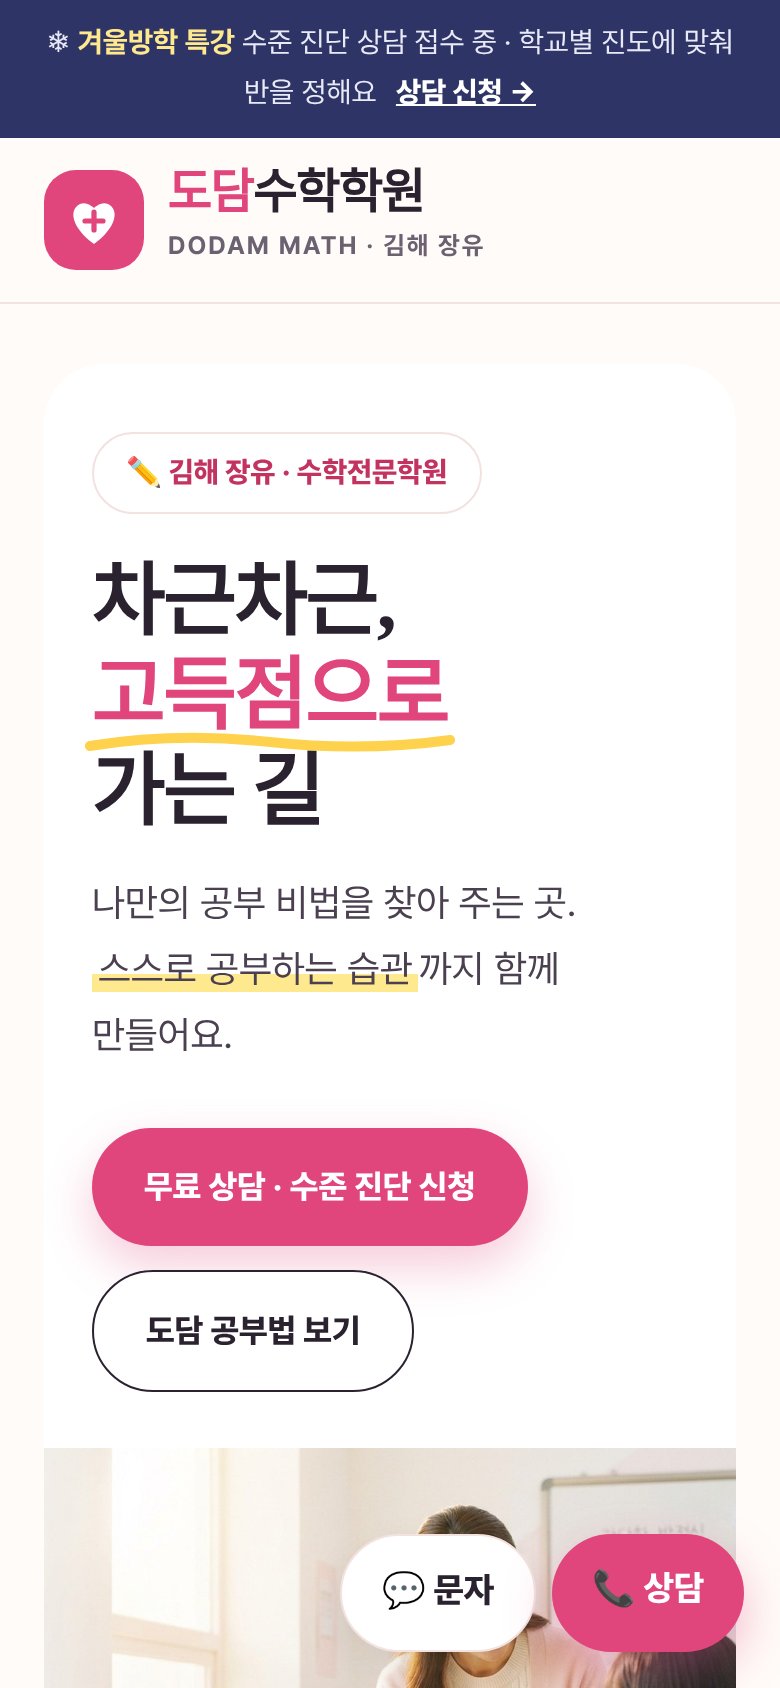 ❄ 겨울방학 특강 수준 진단 상담 접수 중 · 학교별 진도에 맞춰
반을 정해요 상담 신청 →
도담수학학원
DODAM MATH · 김해 장유
✏️ 김해 장유 · 수학전문학원
차근차근,
고득점으로
가는 길
나만의 공부 비법을 찾아 주는 곳.
스스로 공부하는 습관까지 함께
만들어요.
무료 상담 · 수준 진단 신청
도담 공부법 보기
💬 문자
📞 상담